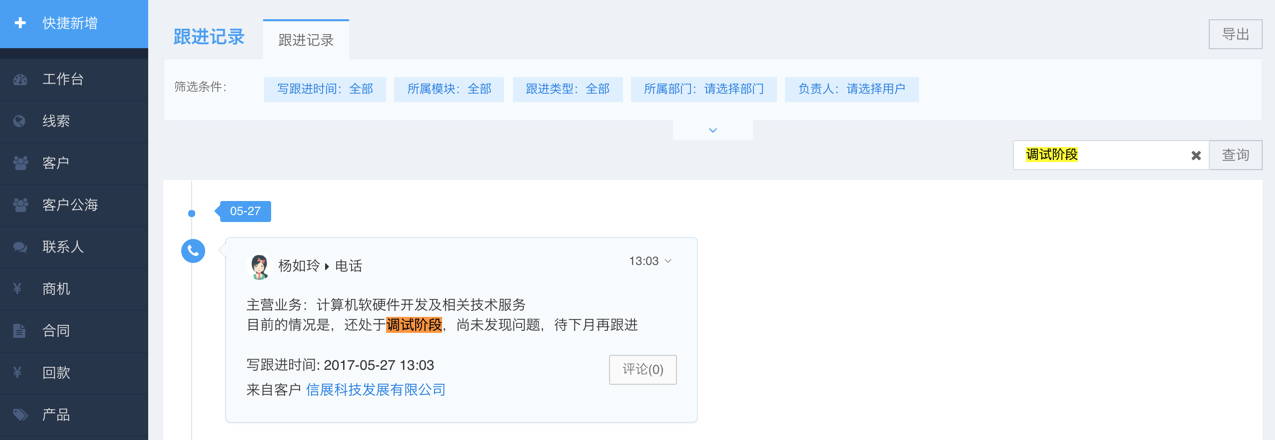 快捷新增
工作台
线索
客户
客户公海
联系人
商机
合同
回款
产品
跟进记录
跟进记录
导出
筛选条件：
写跟进时间：全部
所属模块：全部
跟进类型：全部
所属部门：请选择部门
负责人：请选择用户
调试阶段
查询
05-27
杨如玲 电话
13:03
主营业务：计算机软硬件开发及相关技术服务
目前的情况是，还处于调试阶段，尚未发现问题，待下月再跟进
写跟进时间: 2017-05-27 13:03
评论(0)
来自客户 信展科技发展有限公司